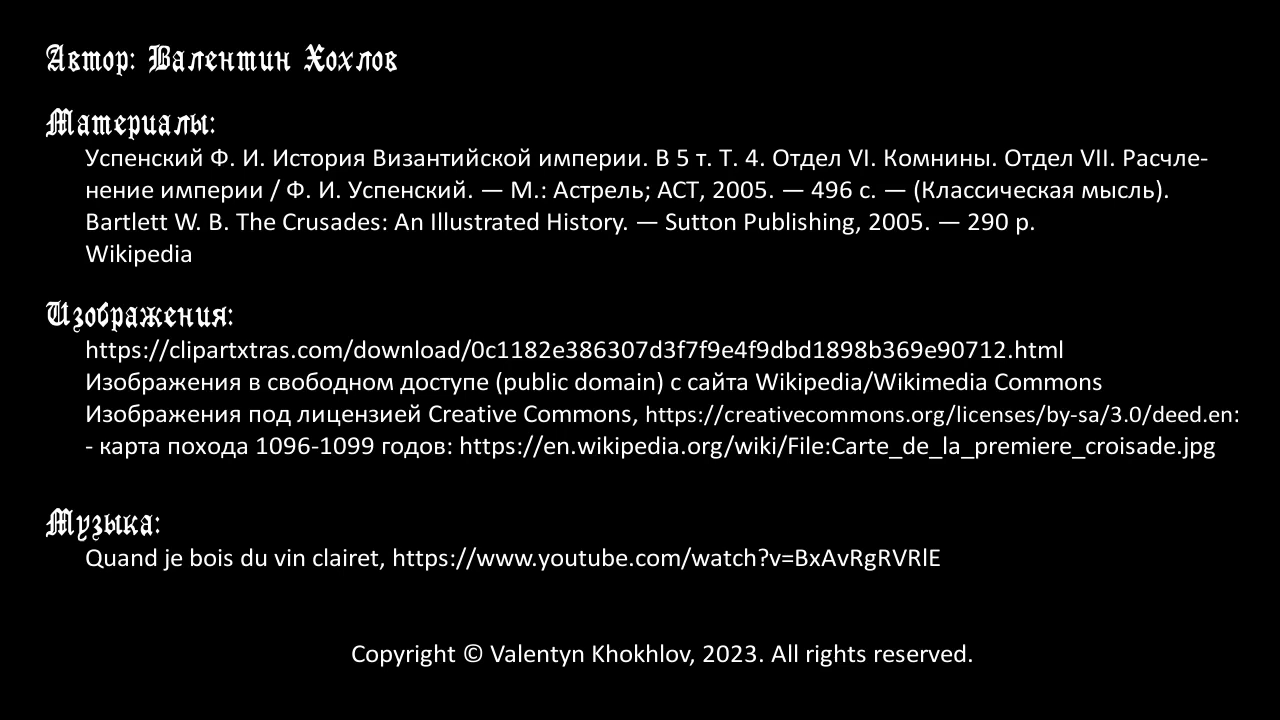 Автор: Валентин Хохлов
Материалы:
Успенский Ф. И. История Византийской империи. В 5 т. Т. 4. Отдел VI. Комнины. Отдел VII. Расчле-
нение империи / Ф. И. Успенский. — М.: Астрель; АСТ, 2005. — 496 с. — (Классическая мысль).
Bartlett W. B. The Crusades: An Illustrated History. — Sutton Publishing, 2005. — 290 p.
Wikipedia
Изображения:
https://clipartxtras.com/download/0c1182e386307d3f7f9e4f9dbd1898b369e90712.html
Изображения в свободном доступе (public domain) с сайта Wikipedia/Wikimedia Commons
Изображения под лицензией Creative Commons, https://creativecommons.org/licenses/by-sa/3.0/deed.en:
- карта похода 1096-1099 годов: https://en.wikipedia.org/wiki/File:Carte_de_la_premiere_croisade.jpg
Музыка:
Quand je bois du vin clairet, https://www.youtube.com/watch?v=BxAvRgRVRlE
Copyright © Valentyn Khokhlov, 2023. All rights reserved.